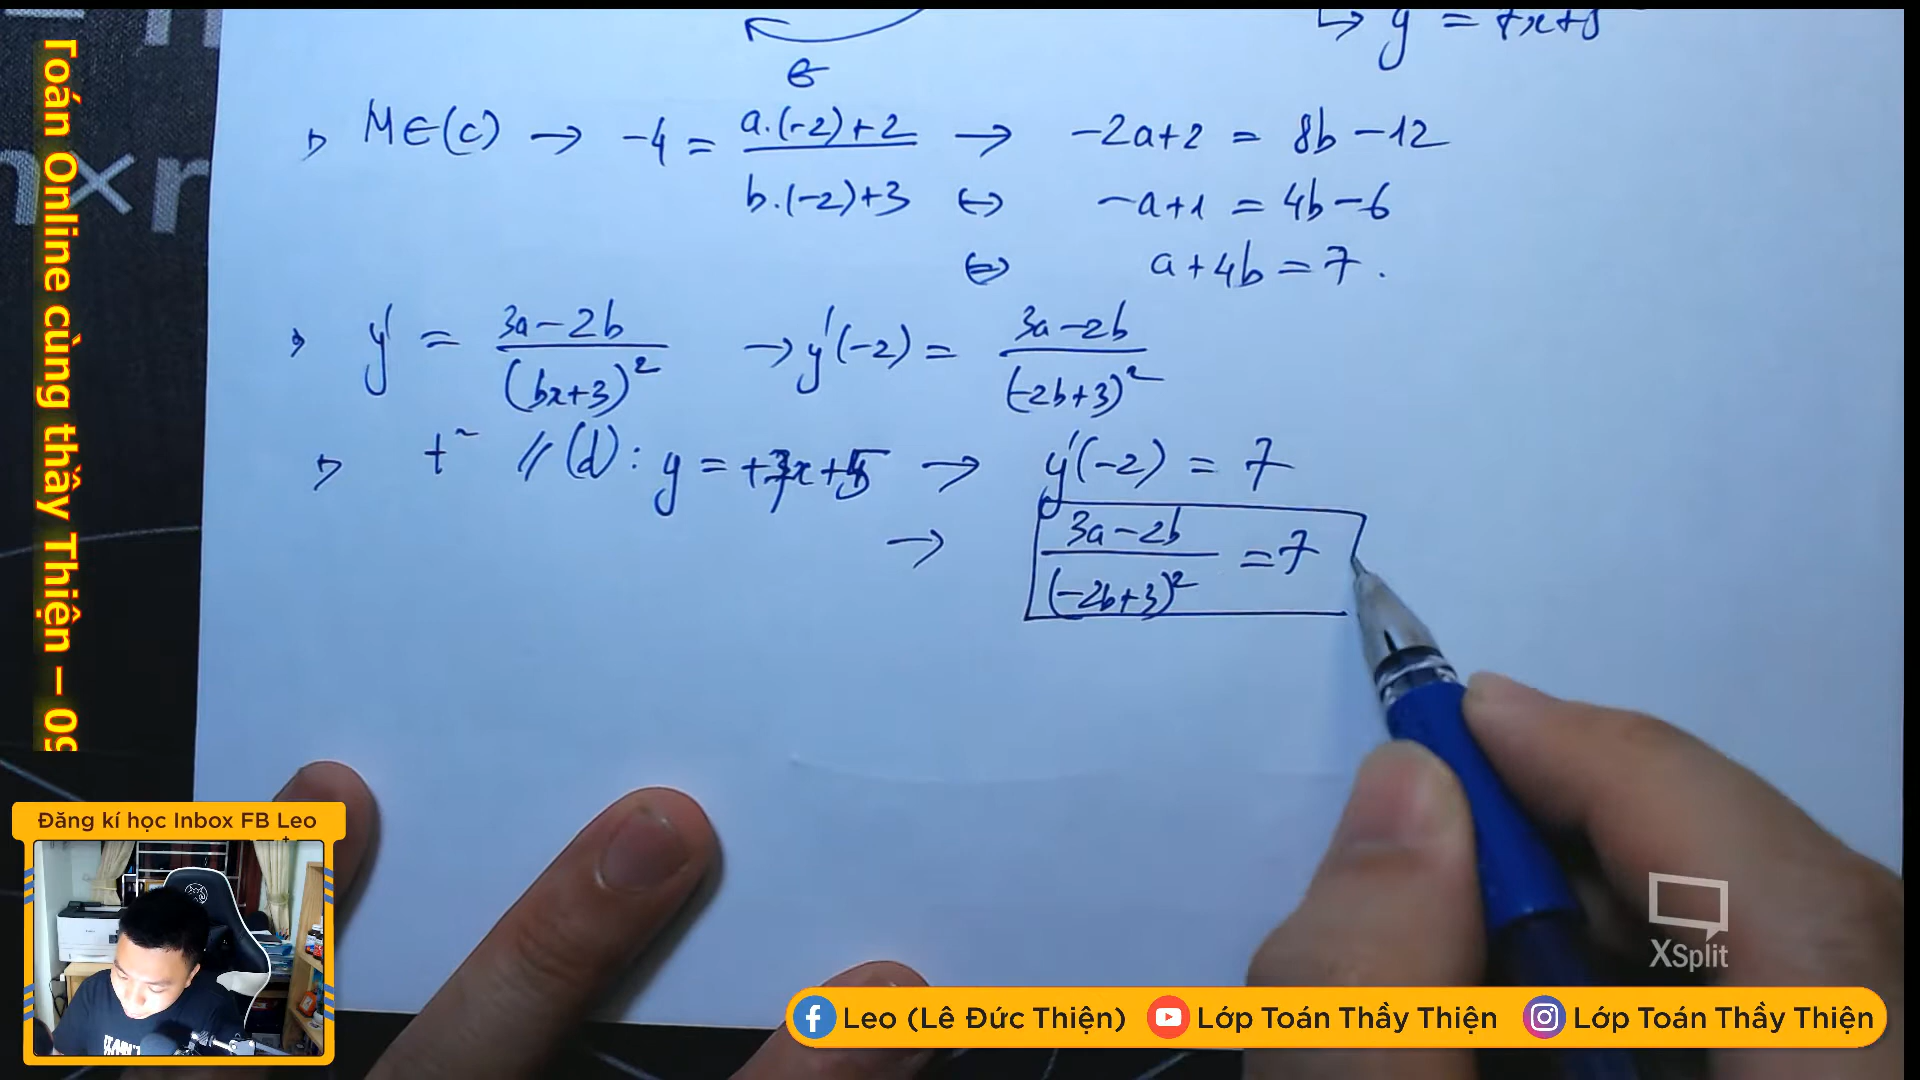 y = 7x+5
B
M∈(C) → -4 = a.(-2)+2 / b.(-2)+3 → -2a+2 = 8b-12
⇔ -a+1 = 4b-6
⇔ a+4b = 7.
y' = 3a-2b / (bx+3)² → y'(-2) = 3a-2b / (-2b+3)²
t~ // (d): y = +7x+5 → y'(-2) = 7
→ 3a-2b / (-2b+3)² = 7
Toán Online cùng thầy Thiện – 09
Đăng kí học Inbox FB Leo
XSplit
Leo (Lê Đức Thiện) Lớp Toán Thầy Thiện Lớp Toán Thầy Thiện